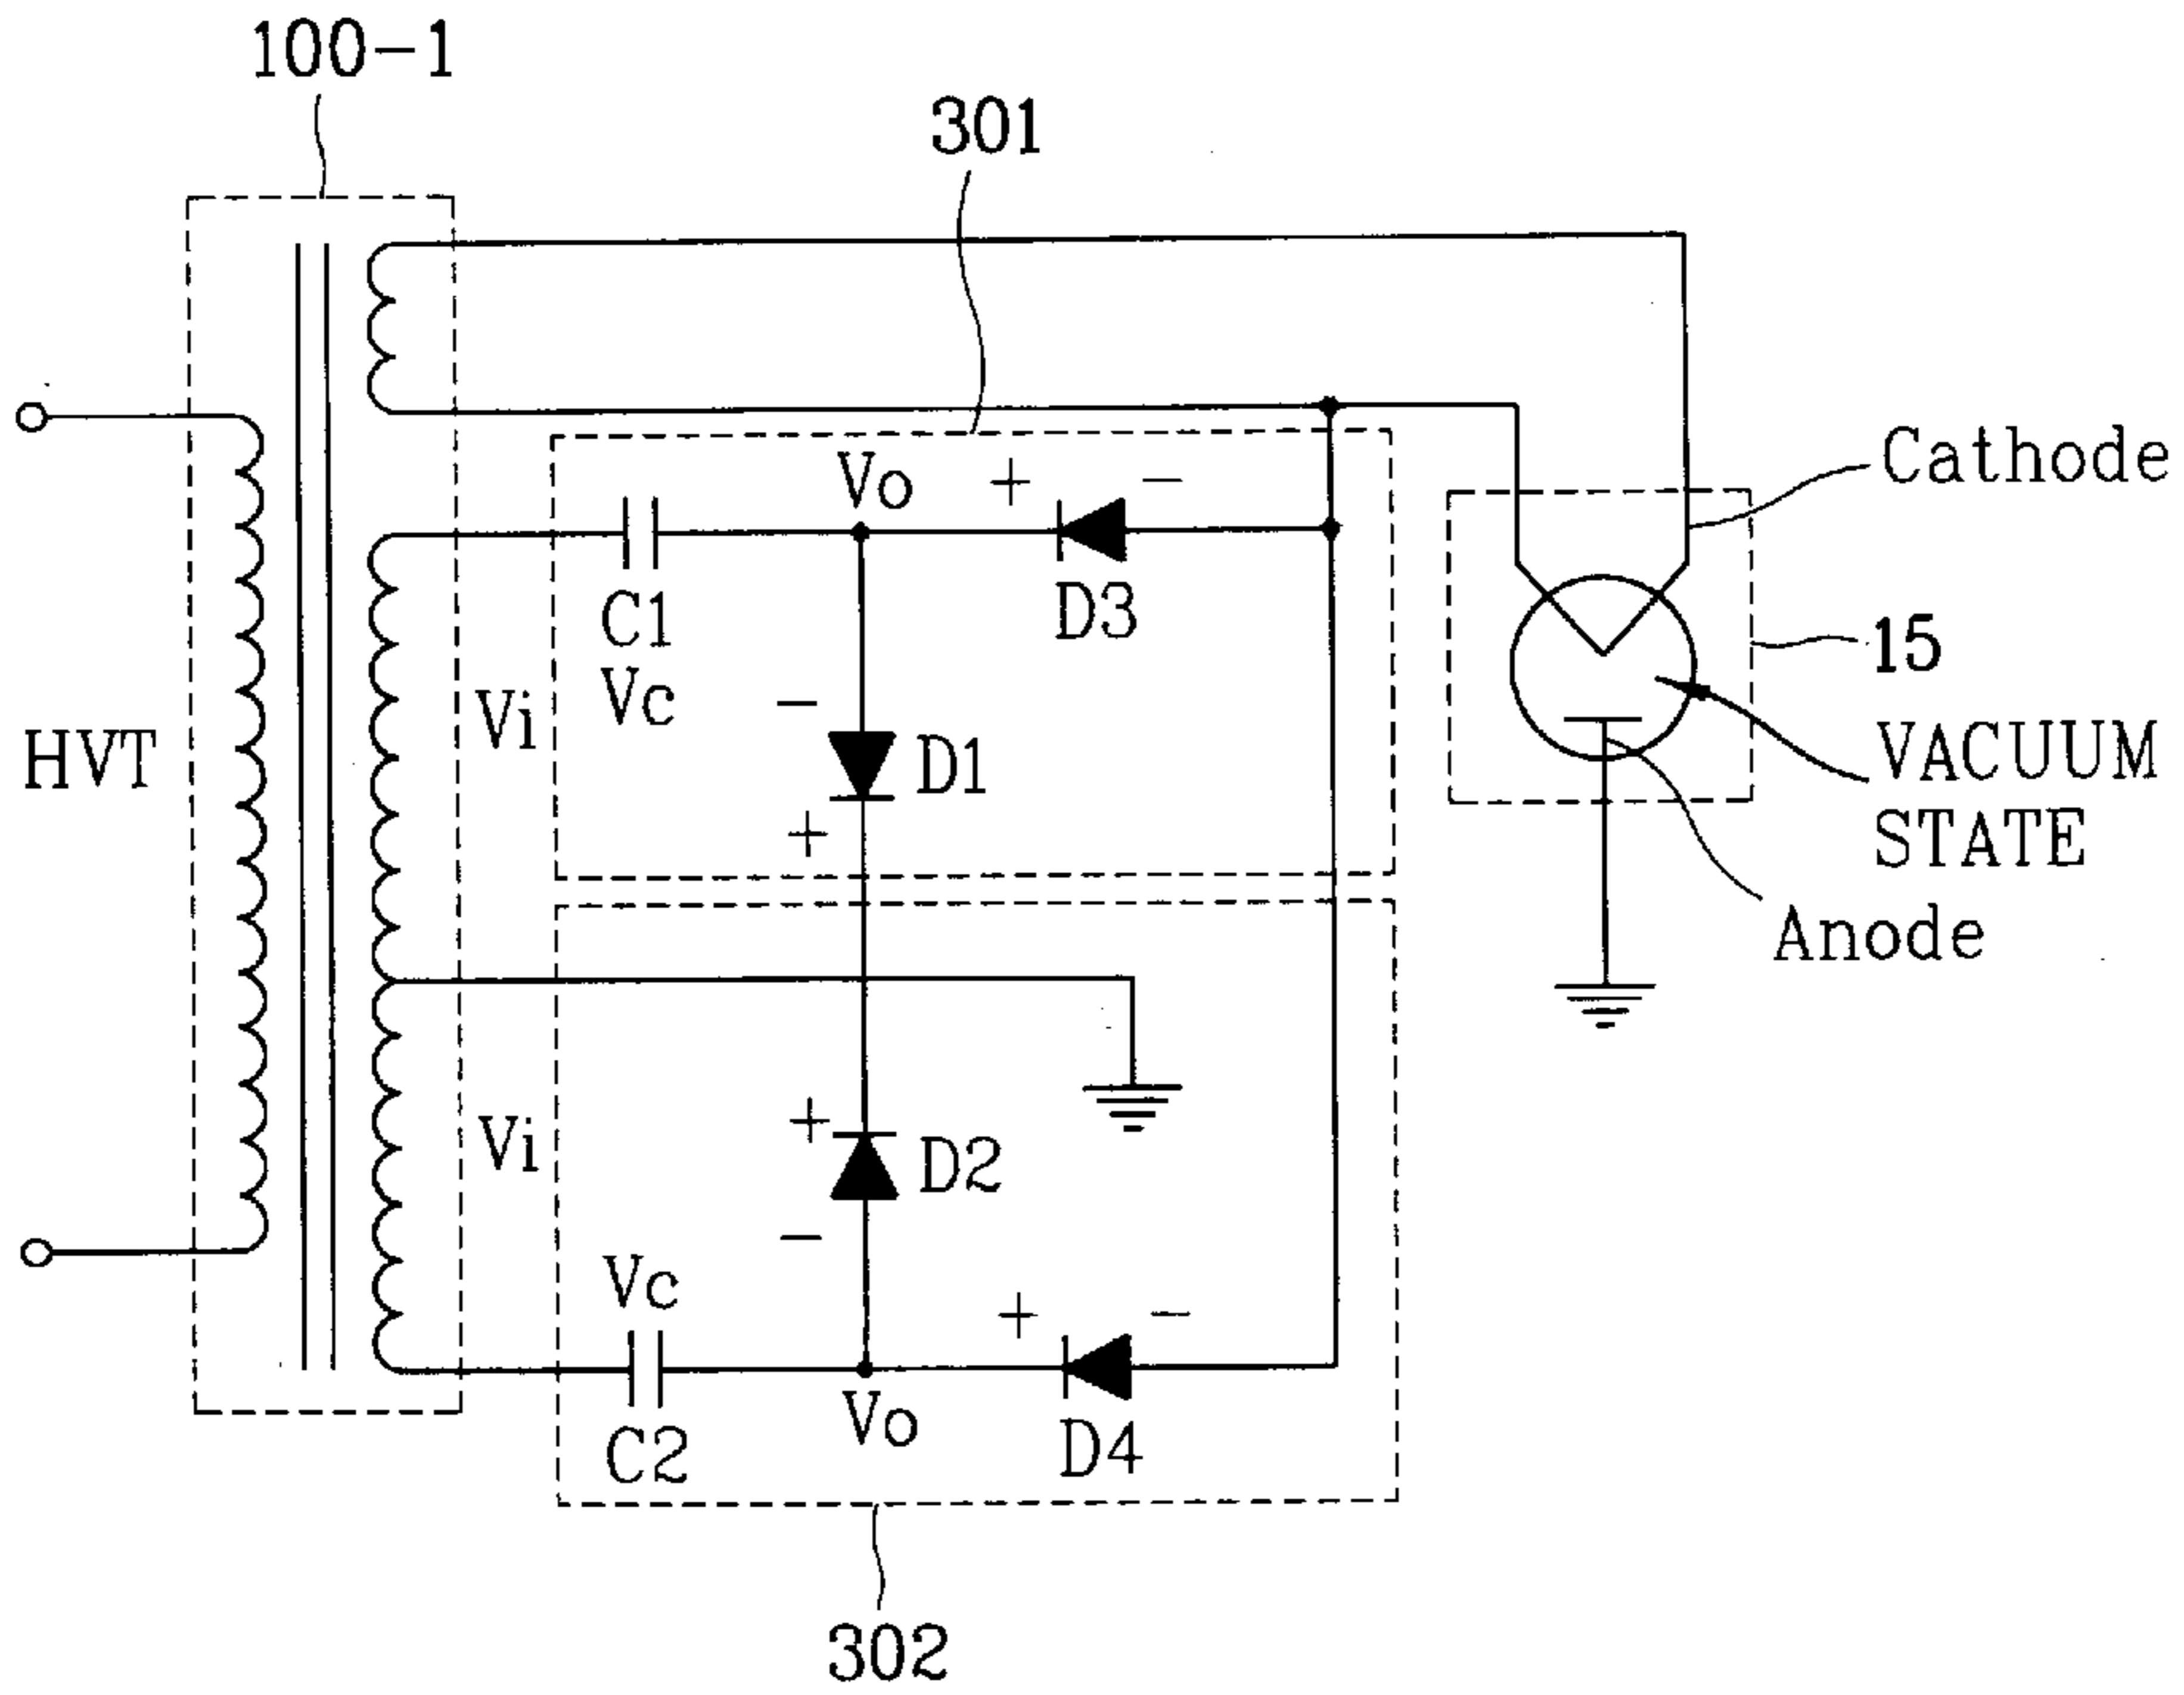 100-1
301
Cathode
Vo + −
C1
D3
Vc
15
Vi
−
HVT
D1
VACUUM
STATE
+
Anode
Vi
+
D2
−
Vc
+ −
Vo
C2
D4
302